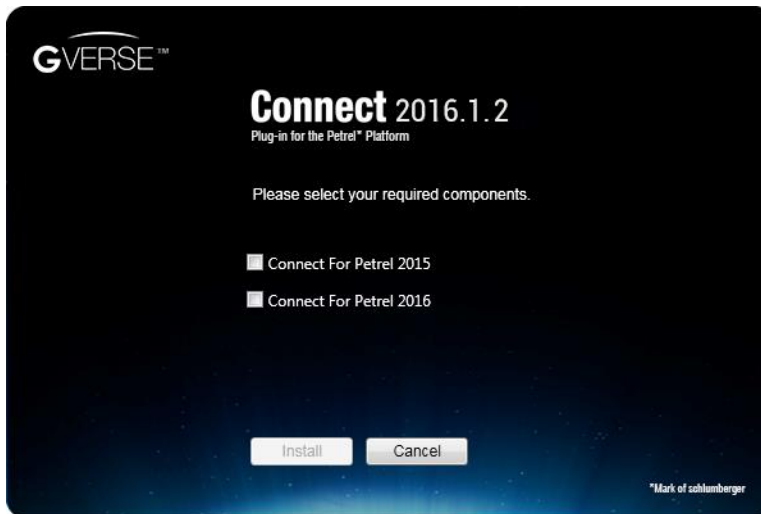 GVERSE™
Connect 2016.1.2
Plug-in for the Petrel* Platform
Please select your required components.
Connect For Petrel 2015
Connect For Petrel 2016
Install Cancel
*Mark of schlumberger